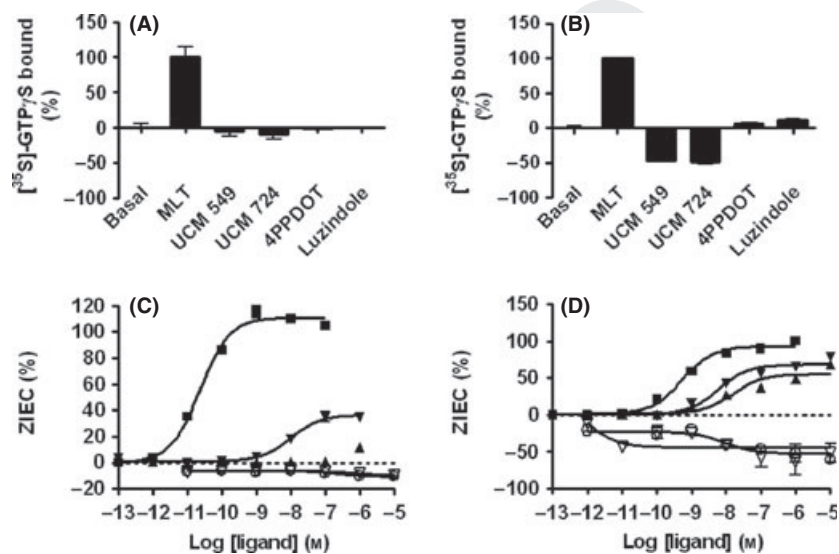 (A)
[³⁵S]-GTPγS bound
(%)
150
100
50
0
−50
−100
Basal
MLT
UCM 549
UCM 724
4PPDOT
Luzindole
(B)
[³⁵S]-GTPγS bound
(%)
150
100
50
0
−50
−100
Basal
MLT
UCM 549
UCM 724
4PPDOT
Luzindole
(C)
ZIEC (%)
120
100
80
60
40
20
0
−20
−13 −12 −11 −10 −9 −8 −7 −6 −5
Log [ligand] (M)
(D)
ZIEC (%)
150
100
50
0
−50
−100
−13 −12 −11 −10 −9 −8 −7 −6 −5
Log [ligand] (M)